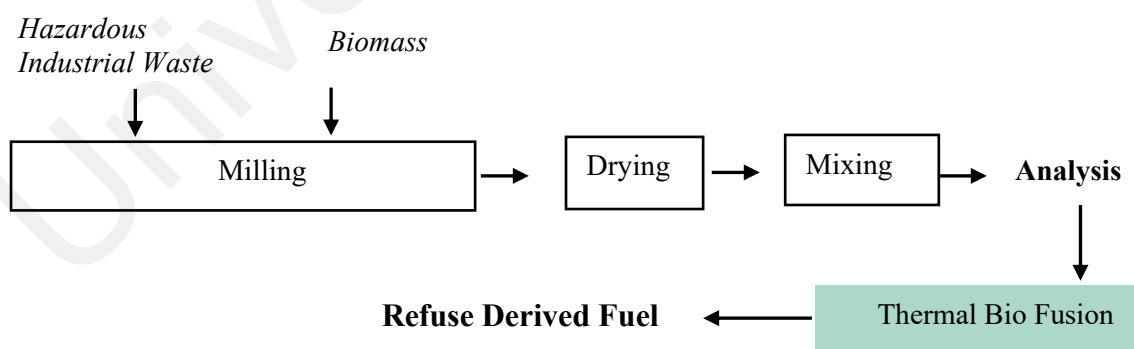 Hazardous
Industrial Waste
Biomass
Milling
Drying
Mixing
Analysis
Refuse Derived Fuel
Thermal Bio Fusion